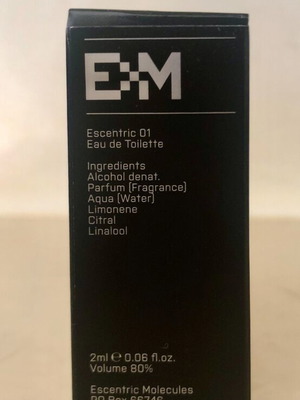 E>M
Escentric 01
Eau de Toilette
Ingredients
Alcohol denat.
Parfum (Fragrance)
Aqua (Water)
Limonene
Citral
Linalool
2ml ℮ 0.06 fl.oz.
Volume 80%
Escentric Molecules
PO Box 66746